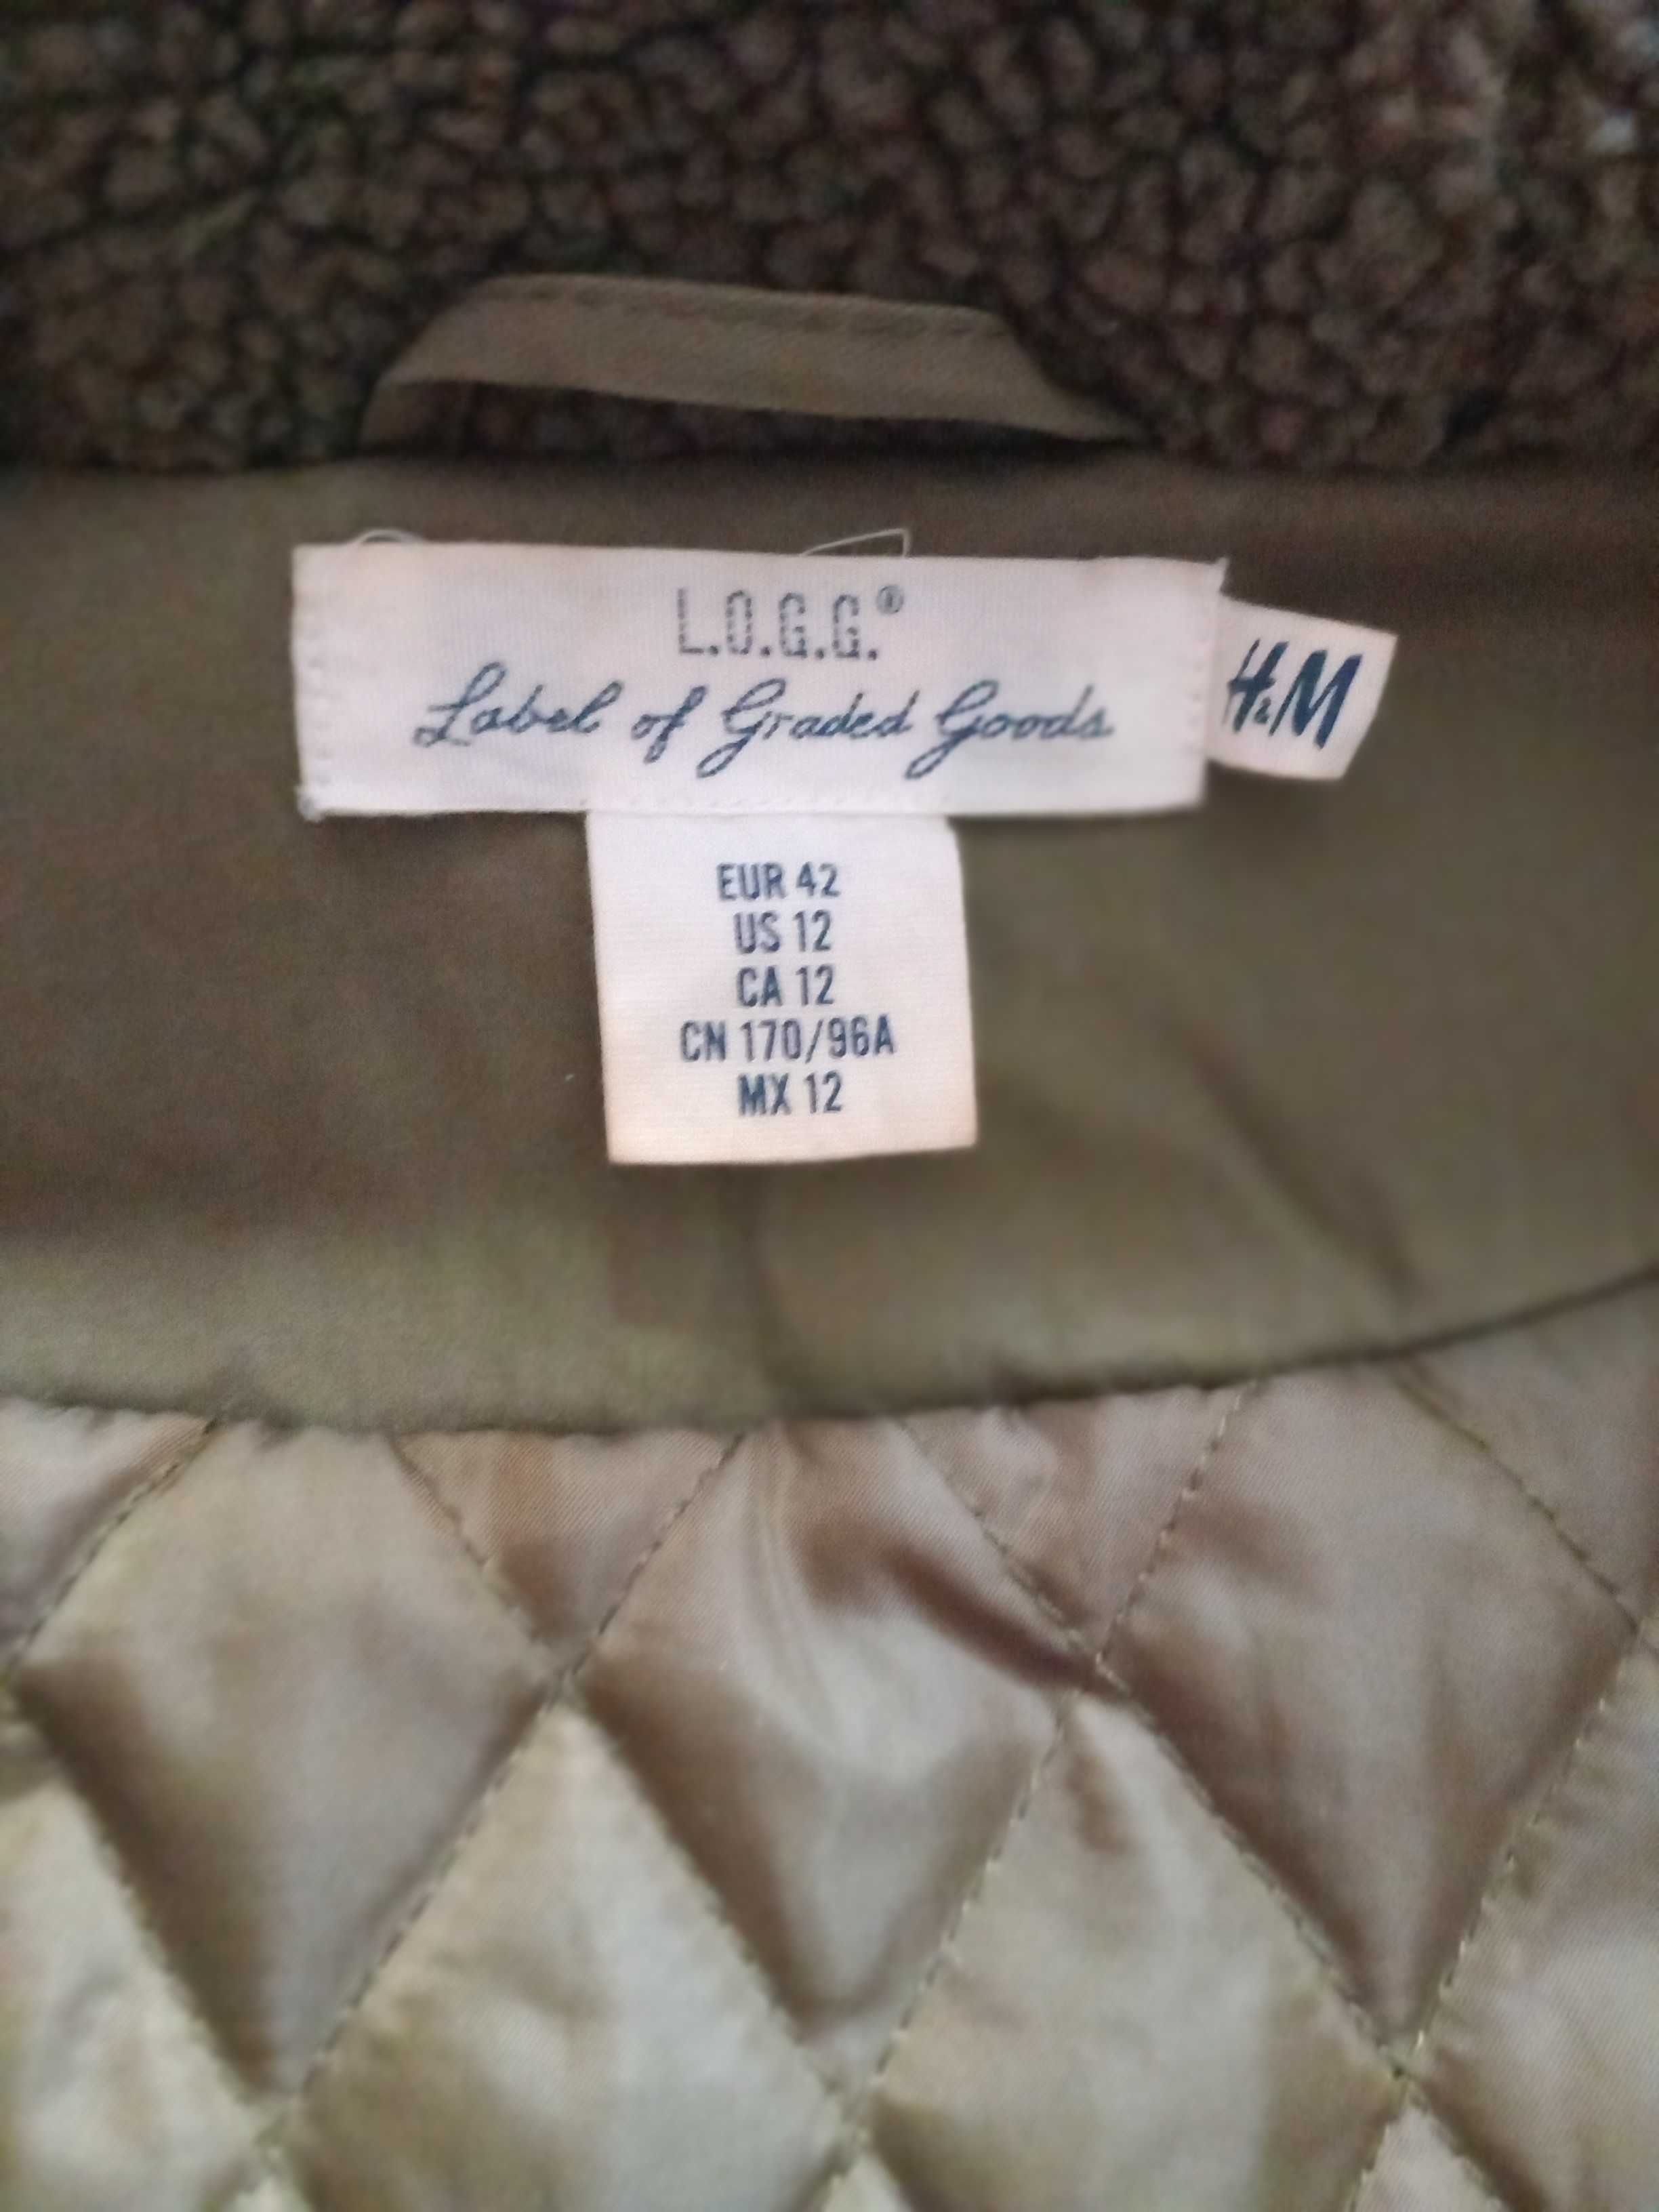 L.O.G.G.®
Label of Graded Goods
H&M
EUR 42
US 12
CA 12
CN 170/96A
MX 12